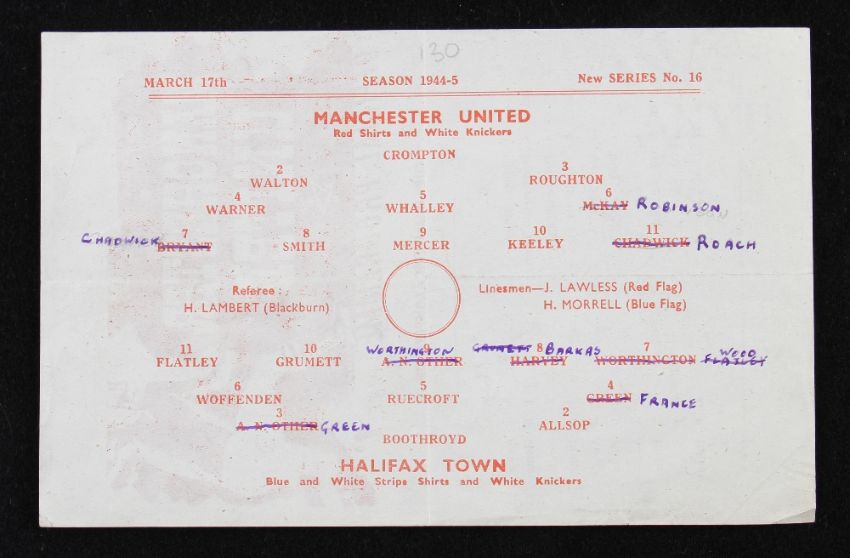 130
MARCH 17th SEASON 1944-5 New SERIES No. 16
MANCHESTER UNITED
Red Shirts and White Knickers
CROMPTON
2 3
WALTON ROUGHTON
4 5 6
WARNER WHALLEY McKAY ROBINSON
7 8 9 10 11
CHADWICK BRYANT SMITH MERCER KEELEY CHADWICK ROACH
Referee: Linesmen—J. LAWLESS (Red Flag)
H. LAMBERT (Blackburn) H. MORRELL (Blue Flag)
11 10 9 8 7
WORTHINGTON GRUMETT BARKAS WOOD
FLATLEY GRUMETT A. N. OTHER HARVEY WORTHINGTON FLATLEY
6 5 4
WOFFENDEN RUECROFT GREEN FRANCE
3 2
A. N. OTHER GREEN ALLSOP
BOOTHROYD
HALIFAX TOWN
Blue and White Stripe Shirts and White Knickers